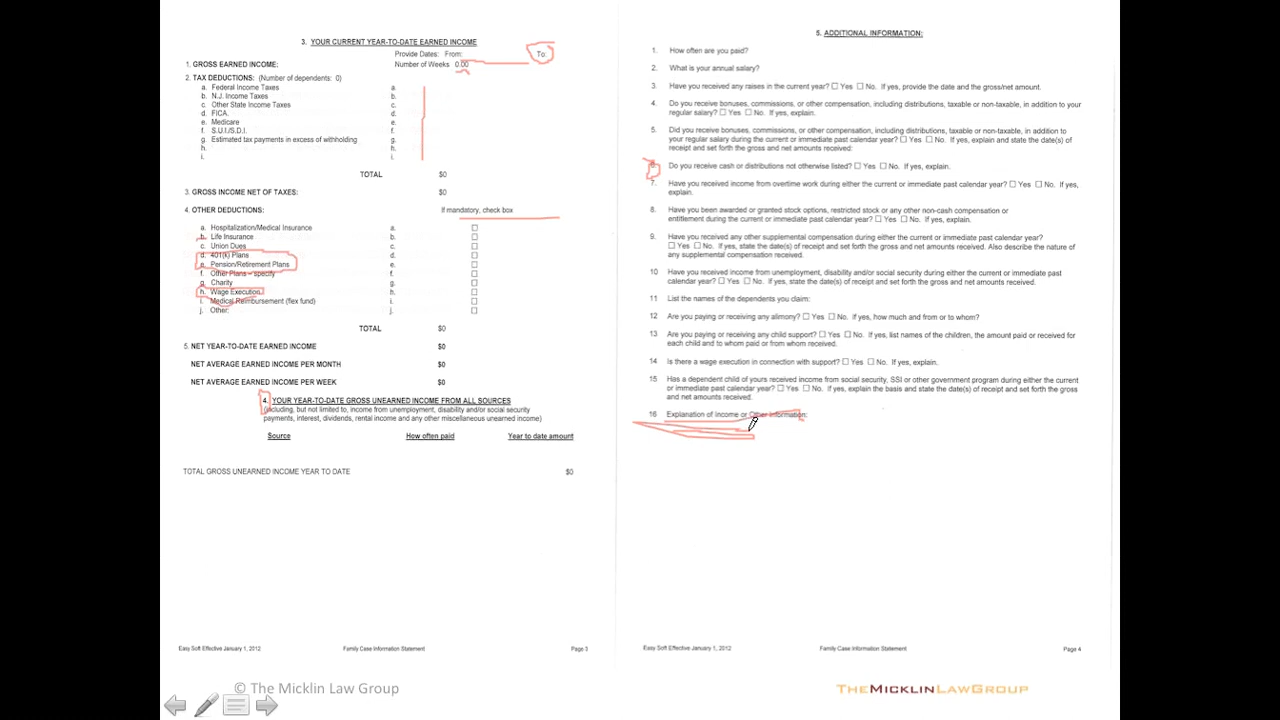 3. YOUR CURRENT YEAR-TO-DATE EARNED INCOME
Provide Dates: From: To:
1. GROSS EARNED INCOME: Number of Weeks 0.00
2. TAX DEDUCTIONS: (Number of dependents: 0)
a. Federal Income Taxes a.
b. N.J. Income Taxes b.
c. Other State Income Taxes c.
d. FICA. d.
e. Medicare e.
f. S.U.I./S.D.I. f.
g. Estimated tax payments in excess of withholding g.
h. h.
i. i.
TOTAL $0
3. GROSS INCOME NET OF TAXES: $0
4. OTHER DEDUCTIONS: If mandatory, check box
a. Hospitalization/Medical Insurance a.
b. Life Insurance b.
c. Union Dues c.
d. 401(k) Plans d.
e. Pension/Retirement Plans e.
f. Other Plans – specify f.
g. Charity g.
h. Wage Execution h.
i. Medical Reimbursement (flex fund) i.
j. Other: j.
TOTAL $0
5. NET YEAR-TO-DATE EARNED INCOME $0
NET AVERAGE EARNED INCOME PER MONTH $0
NET AVERAGE EARNED INCOME PER WEEK $0
4. YOUR YEAR-TO-DATE GROSS UNEARNED INCOME FROM ALL SOURCES
(including, but not limited to, income from unemployment, disability and/or social security
payments, interest, dividends, rental income and any other miscellaneous unearned income)
Source How often paid Year to date amount
TOTAL GROSS UNEARNED INCOME YEAR TO DATE $0
Easy Soft Effective January 1, 2012 Family Case Information Statement Page 3
5. ADDITIONAL INFORMATION:
1. How often are you paid?
2. What is your annual salary?
3. Have you received any raises in the current year? ☐ Yes ☐ No. If yes, provide the date and the gross/net amount.
4. Do you receive bonuses, commissions, or other compensation, including distributions, taxable or non-taxable, in addition to your
regular salary? ☐ Yes ☐ No. If yes, explain.
5. Did you receive bonuses, commissions, or other compensation, including distributions, taxable or non-taxable, in addition to
your regular salary during the current or immediate past calendar year? ☐ Yes ☐ No. If yes, explain and state the date(s) of
receipt and set forth the gross and net amounts received:
6. Do you receive cash or distributions not otherwise listed? ☐ Yes ☐ No. If yes, explain.
7. Have you received income from overtime work during either the current or immediate past calendar year? ☐ Yes ☐ No. If yes,
explain.
8. Have you been awarded or granted stock options, restricted stock or any other non-cash compensation or
entitlement during the current or immediate past calendar year? ☐ Yes ☐ No. If yes, explain.
9. Have you received any other supplemental compensation during either the current or immediate past calendar year?
☐ Yes ☐ No. If yes, state the date(s) of receipt and set forth the gross and net amounts received. Also describe the nature of
any supplemental compensation received.
10 Have you received income from unemployment, disability and/or social security during either the current or immediate past
calendar year? ☐ Yes ☐ No. If yes, state the date(s) of receipt and set forth the gross and net amounts received.
11 List the names of the dependents you claim:
12 Are you paying or receiving any alimony? ☐ Yes ☐ No. If yes, how much and from or to whom?
13 Are you paying or receiving any child support? ☐ Yes ☐ No. If yes, list names of the children, the amount paid or received for
each child and to whom paid or from whom received.
14 Is there a wage execution in connection with support? ☐ Yes ☐ No. If yes, explain.
15 Has a dependent child of yours received income from social security, SSI or other government program during either the current
or immediate past calendar year? ☐ Yes ☐ No. If yes, explain the basis and state the date(s) of receipt and set forth the gross
and net amounts received.
16 Explanation of Income or Other Information:
Easy Soft Effective January 1, 2012 Family Case Information Statement Page 4
© The Micklin Law Group
THEMICKLINLAWGROUP